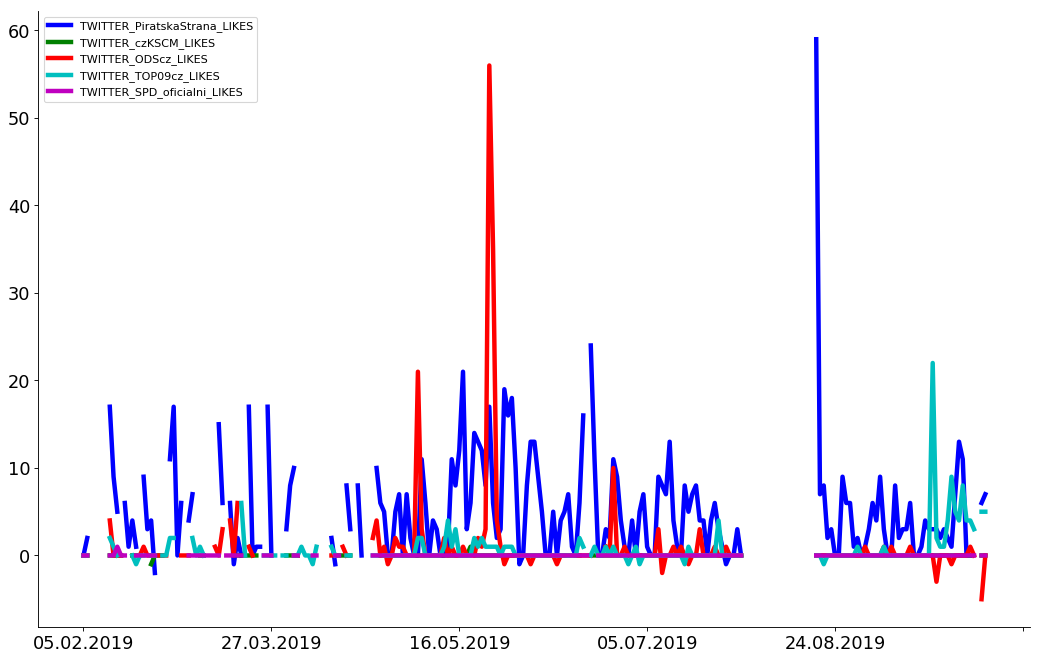 60
50
40
30
20
10
0
TWITTER_PiratskaStrana_LIKES
TWITTER_czKSCM_LIKES
TWITTER_ODScz_LIKES
TWITTER_TOP09cz_LIKES
TWITTER_SPD_oficialni_LIKES
05.02.2019 27.03.2019 16.05.2019 05.07.2019 24.08.2019